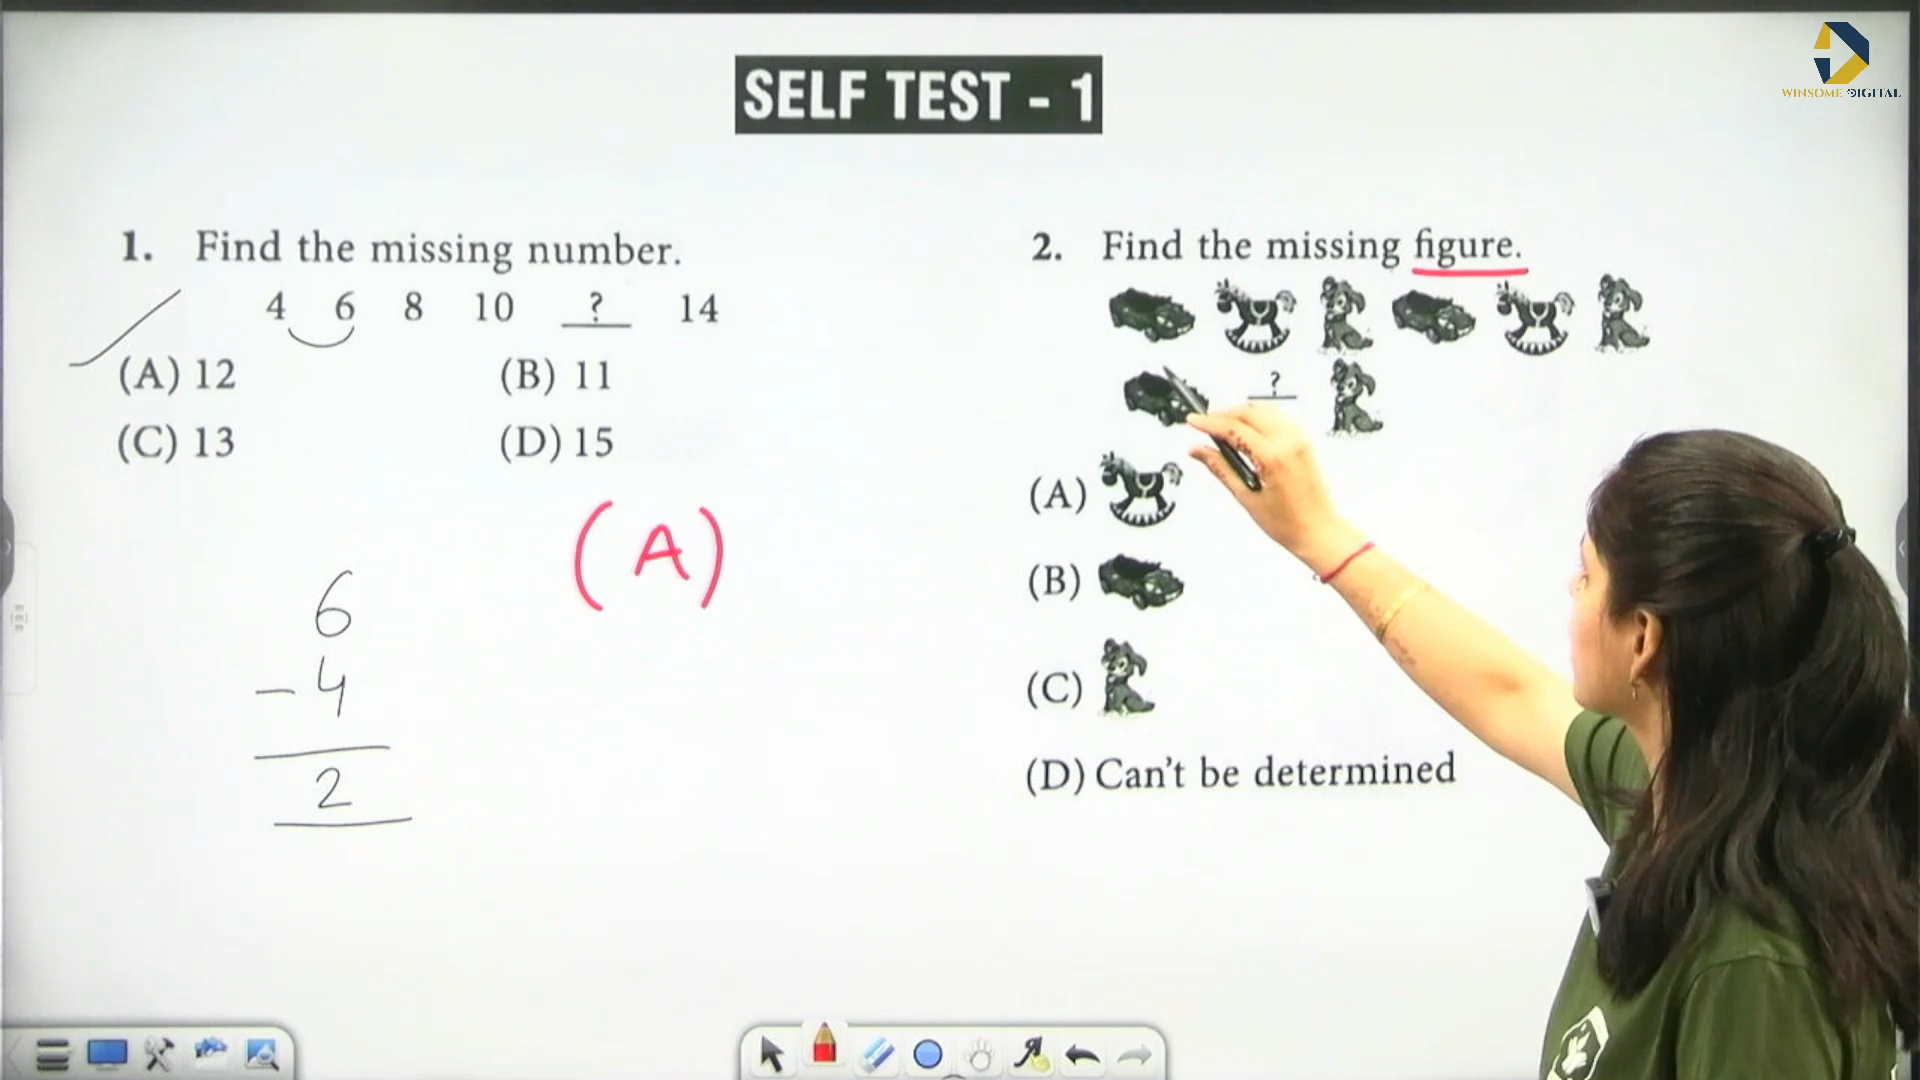 WINSOME DIGITAL
SELF TEST - 1
1. Find the missing number.
4 6 8 10 ? 14
(A) 12 (B) 11
(C) 13 (D) 15
(A)
6
- 4
2
2. Find the missing figure.
?
(A)
(B)
(C)
(D) Can't be determined